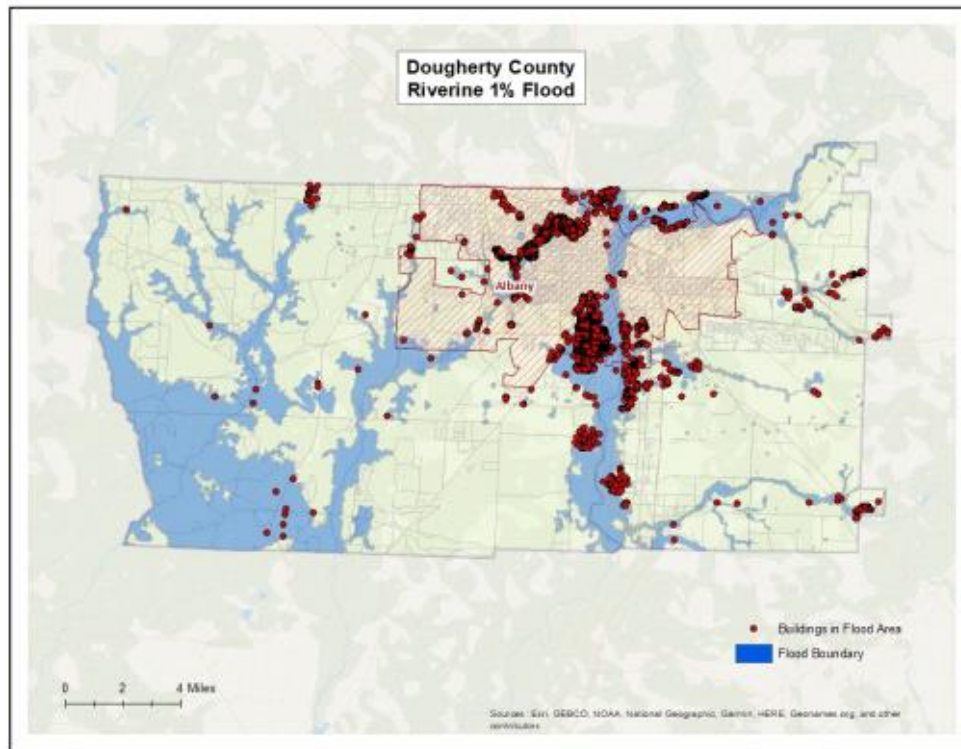 Dougherty County
Riverine 1% Flood
Albany
Buildings in Flood Area
Flood Boundary
0 2 4 Miles
Sources: Esri, GEBCO, NOAA, National Geographic, Garmin, HERE, Geonames.org, and other
contributors